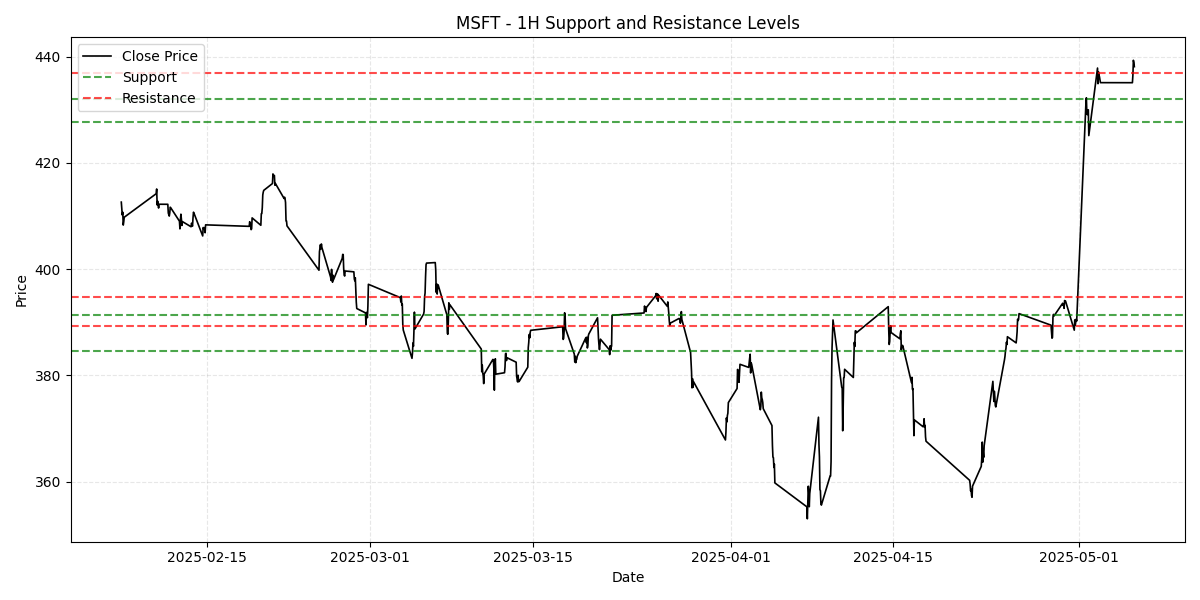 MSFT - 1H Support and Resistance Levels
Close Price
Support
Resistance
440
420
400
380
360
Price
2025-02-15
2025-03-01
2025-03-15
2025-04-01
2025-04-15
2025-05-01
Date